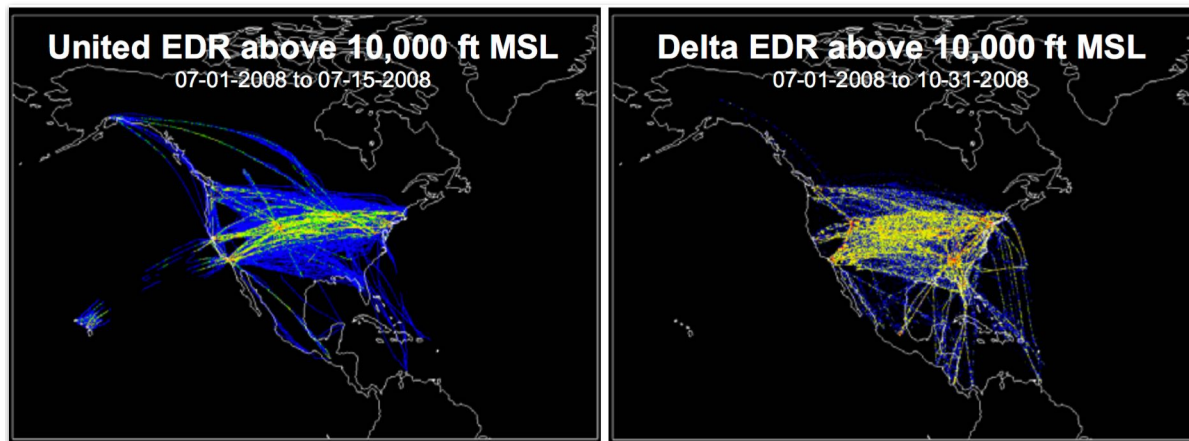 United EDR above 10,000 ft MSL
07-01-2008 to 07-15-2008
Delta EDR above 10,000 ft MSL
07-01-2008 to 10-31-2008